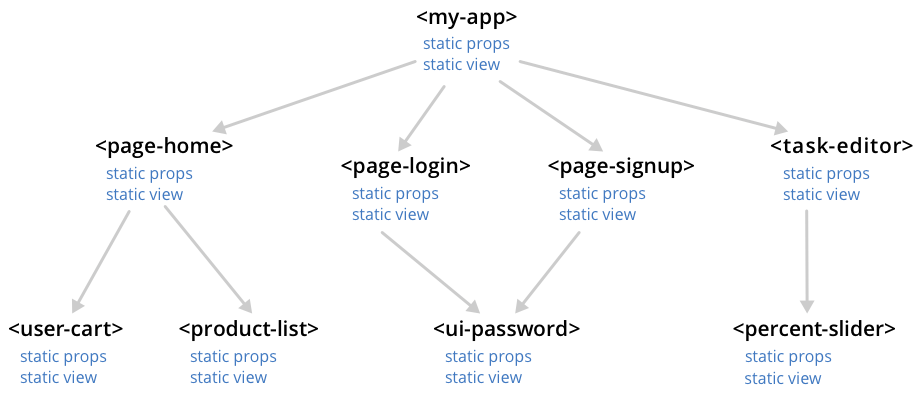 <my-app>
static props
static view
<page-home>
static props
static view
<page-login>
static props
static view
<page-signup>
static props
static view
<task-editor>
static props
static view
<user-cart>
static props
static view
<product-list>
static props
static view
<ui-password>
static props
static view
<percent-slider>
static props
static view